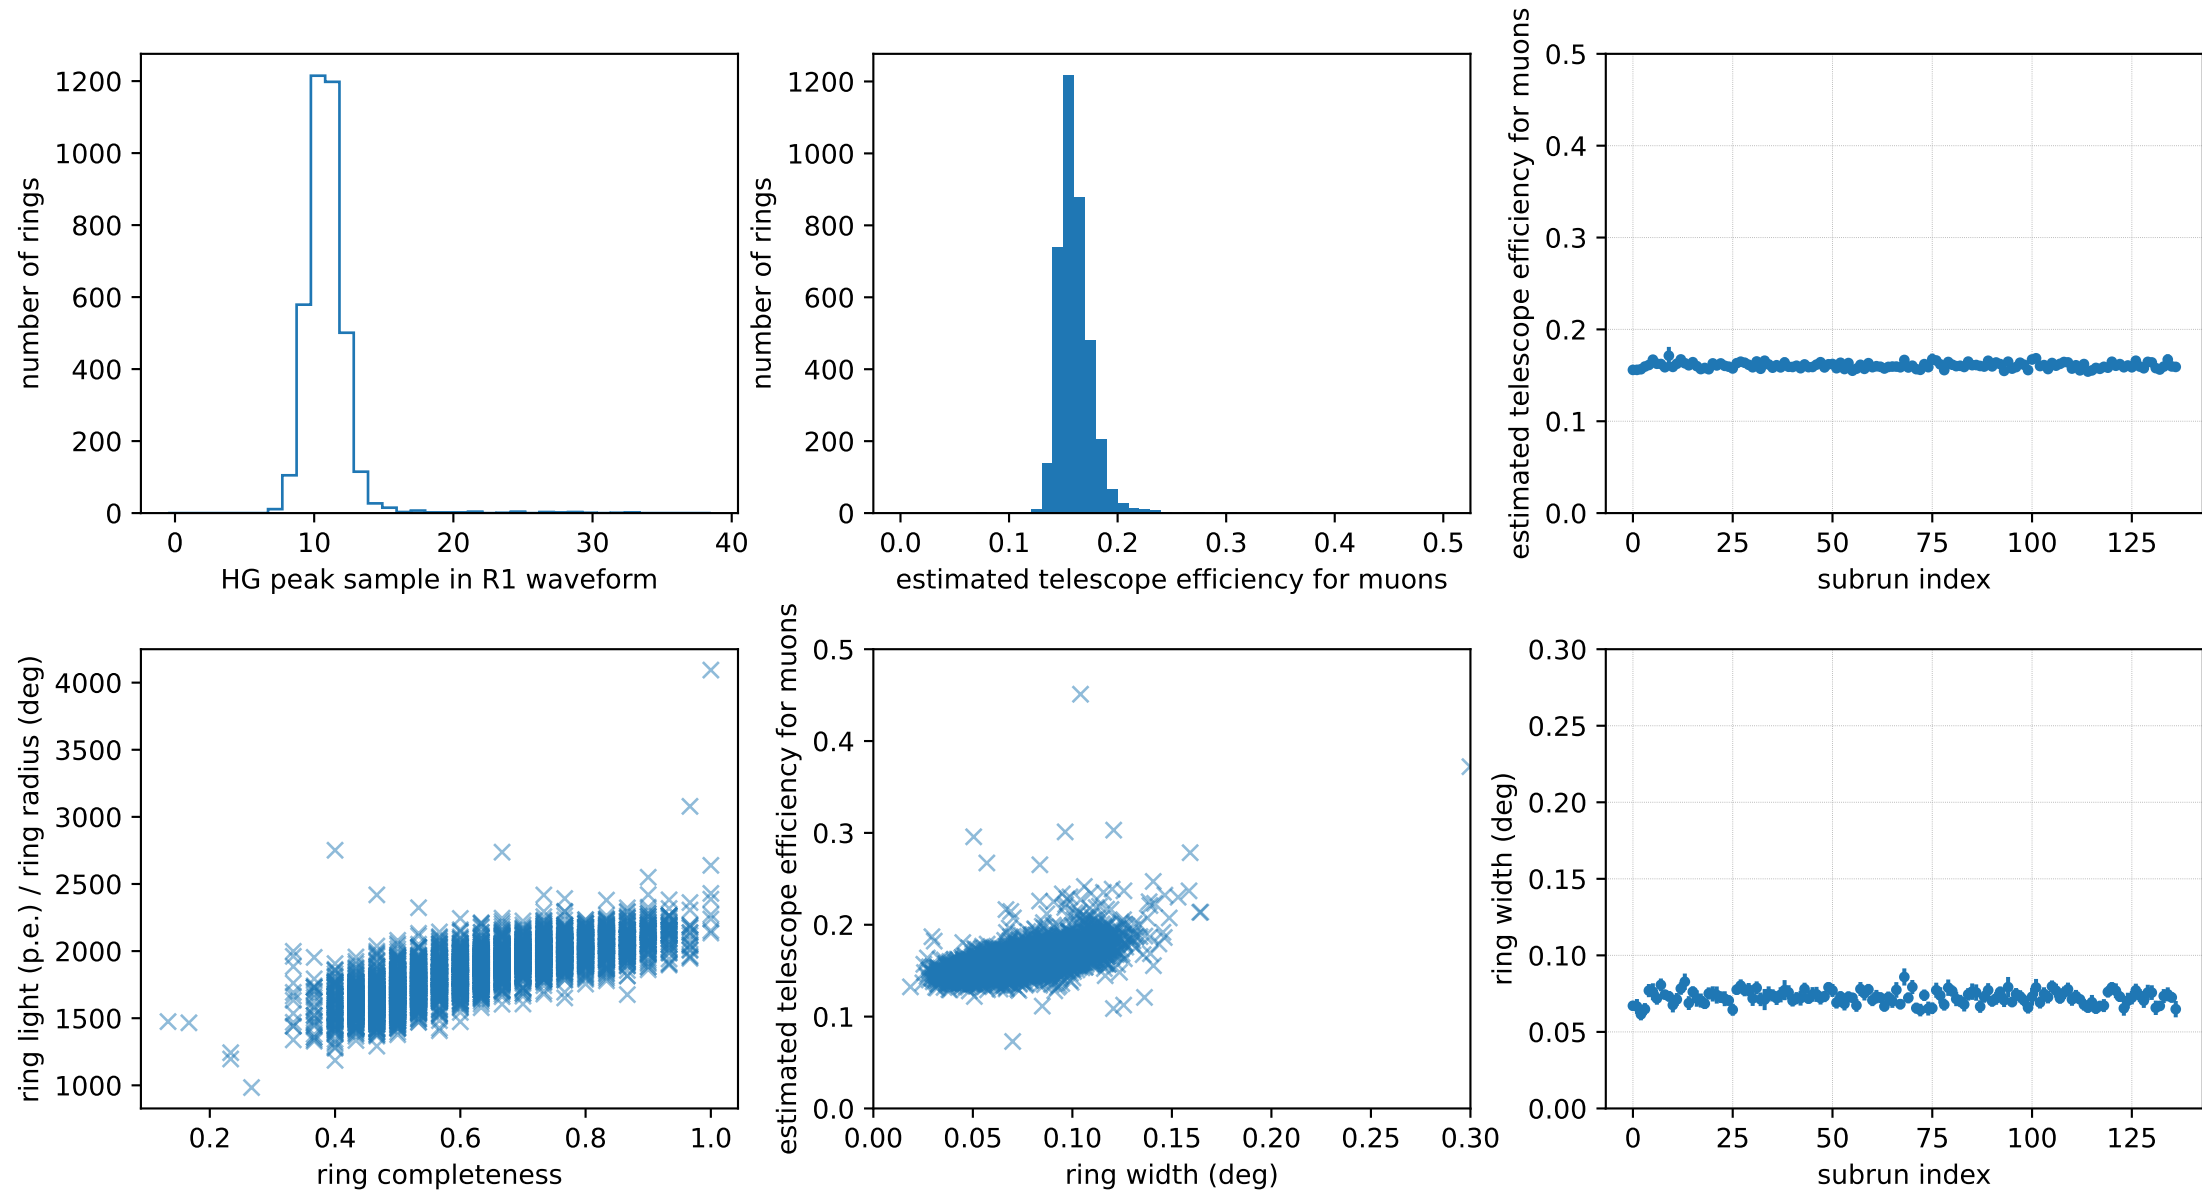 number of rings
1200
1000
800
600
400
200
0
0 10 20 30 40
HG peak sample in R1 waveform
number of rings
1200
1000
800
600
400
200
0
0.0 0.1 0.2 0.3 0.4 0.5
estimated telescope efficiency for muons
estimated telescope efficiency for muons
0.5
0.4
0.3
0.2
0.1
0.0
0 25 50 75 100 125
subrun index
ring light (p.e.) / ring radius (deg)
4000
3500
3000
2500
2000
1500
1000
0.2 0.4 0.6 0.8 1.0
ring completeness
estimated telescope efficiency for muons
0.5
0.4
0.3
0.2
0.1
0.0
0.00 0.05 0.10 0.15 0.20 0.25 0.30
ring width (deg)
ring width (deg)
0.30
0.25
0.20
0.15
0.10
0.05
0.00
0 25 50 75 100 125
subrun index